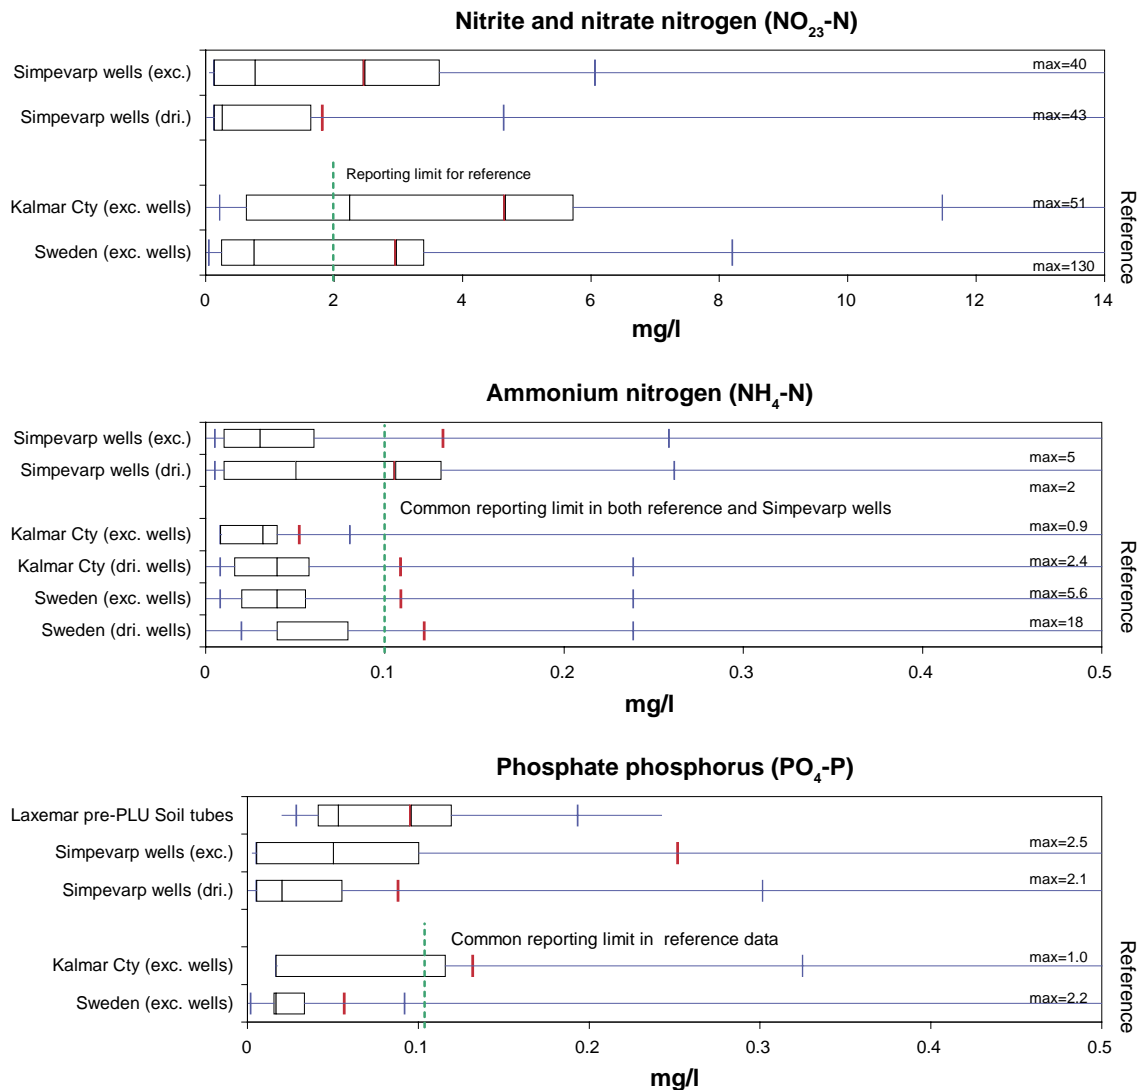 Nitrite and nitrate nitrogen (NO23-N)
Simpevarp wells (exc.)
max=40
Simpevarp wells (dri.)
max=43
Reporting limit for reference
Kalmar Cty (exc. wells)
max=51
Sweden (exc. wells)
max=130
Reference
0 2 4 6 8 10 12 14
mg/l
Ammonium nitrogen (NH4-N)
Simpevarp wells (exc.)
max=5
Simpevarp wells (dri.)
max=2
Common reporting limit in both reference and Simpevarp wells
Kalmar Cty (exc. wells)
max=0.9
Kalmar Cty (dri. wells)
max=2.4
Sweden (exc. wells)
max=5.6
Sweden (dri. wells)
max=18
Reference
0 0.1 0.2 0.3 0.4 0.5
mg/l
Phosphate phosphorus (PO4-P)
Laxemar pre-PLU Soil tubes
Simpevarp wells (exc.)
max=2.5
Simpevarp wells (dri.)
max=2.1
Common reporting limit in reference data
Kalmar Cty (exc. wells)
max=1.0
Sweden (exc. wells)
max=2.2
Reference
0 0.1 0.2 0.3 0.4 0.5
mg/l